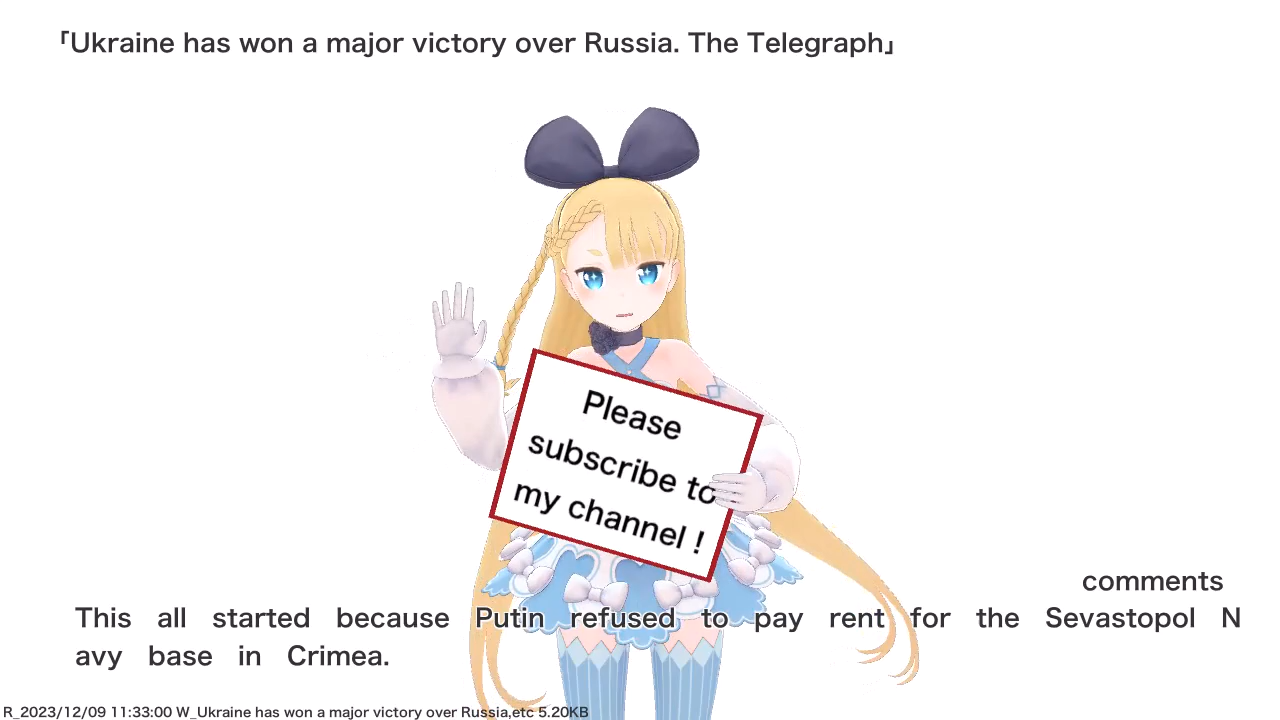 「Ukraine has won a major victory over Russia. The Telegraph」
Please
subscribe to
my channel !
comments
This all started because Putin refused to pay rent for the Sevastopol N
avy base in Crimea.
R_2023/12/09 11:33:00 W_Ukraine has won a major victory over Russia,etc 5.20KB